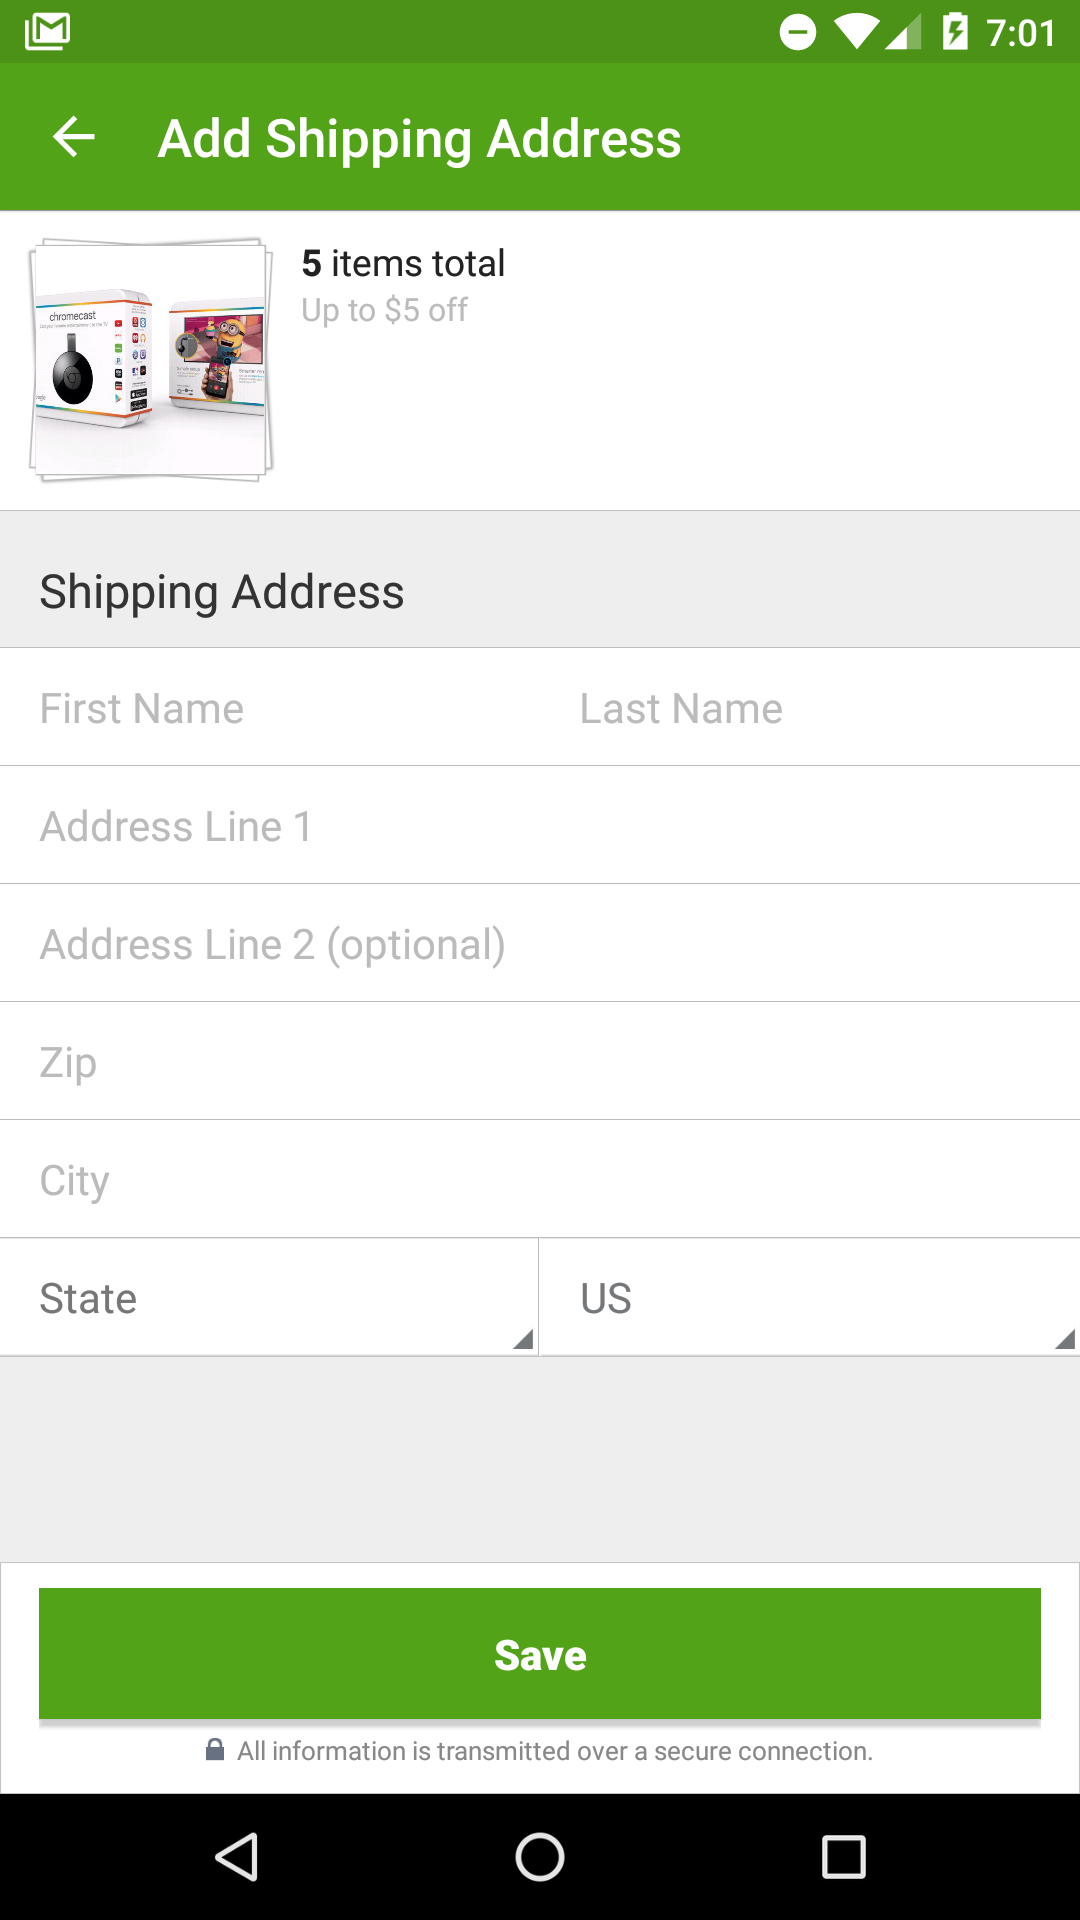 7:01
Add Shipping Address
5 items total
Up to $5 off
chromecast
Shipping Address
First Name Last Name
Address Line 1
Address Line 2 (optional)
Zip
City
State US
Save
All information is transmitted over a secure connection.